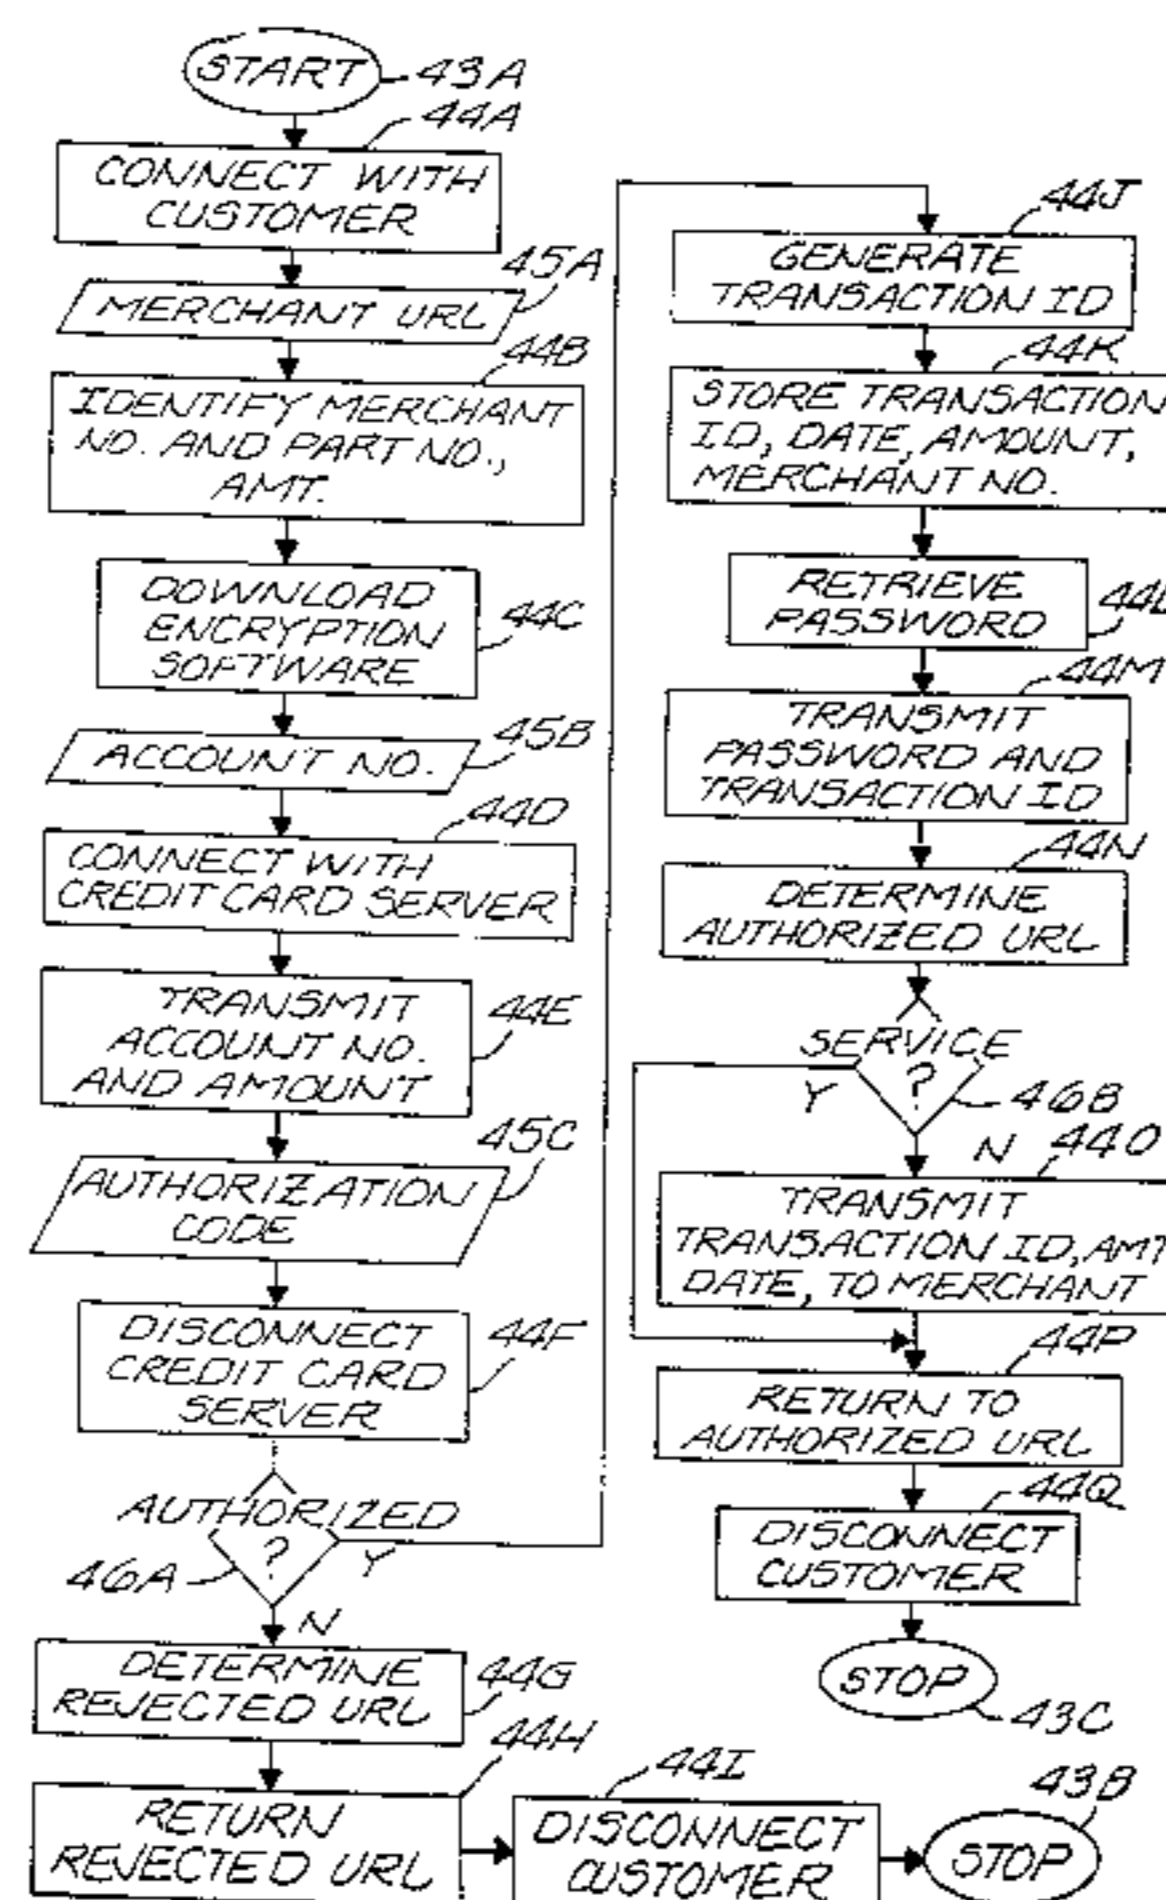 START
43A
44A
CONNECT WITH
CUSTOMER
45A
MERCHANT URL
44B
IDENTIFY MERCHANT
NO. AND PART NO.,
AMT.
DOWNLOAD
ENCRYPTION
SOFTWARE
44C
45B
ACCOUNT NO.
44D
CONNECT WITH
CREDIT CARD SERVER
TRANSMIT
ACCOUNT NO.
AND AMOUNT
44E
45C
AUTHORIZATION
CODE
DISCONNECT
CREDIT CARD
SERVER
44F
AUTHORIZED
?
Y
46A
N
DETERMINE
REJECTED URL
44G
44H
RETURN
REJECTED URL
44I
DISCONNECT
CUSTOMER
43B
STOP
44J
GENERATE
TRANSACTION ID
44K
STORE TRANSACTION
ID, DATE, AMOUNT,
MERCHANT NO.
RETRIEVE
PASSWORD
44L
44M
TRANSMIT
PASSWORD AND
TRANSACTION ID
44N
DETERMINE
AUTHORIZED URL
SERVICE
?
Y
46B
N
44O
TRANSMIT
TRANSACTION ID, AMT
DATE, TO MERCHANT
44P
RETURN TO
AUTHORIZED URL
44Q
DISCONNECT
CUSTOMER
STOP
43C